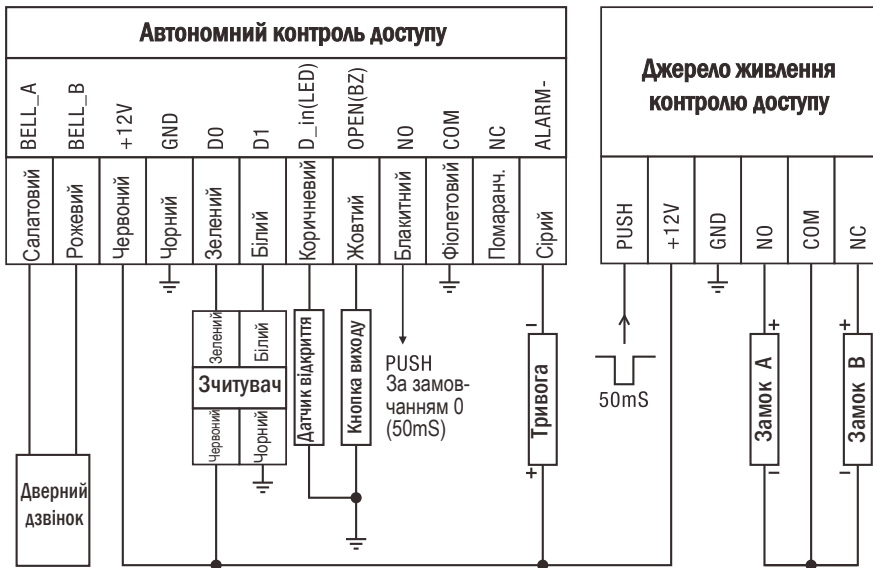 Автономний контроль доступу
BELL_A
BELL_B
+12V
GND
D0
D1
D_in(LED)
OPEN(BZ)
NO
COM
NC
ALARM-
Салатовий
Рожевий
Червоний
Чорний
Зелений
Білий
Коричневий
Жовтий
Блакитний
Фіолетовий
Помаранч.
Сірий
Джерело живлення
контролю доступу
PUSH
+12V
GND
NO
COM
NC
Зелений
Білий
Зчитувач
Червоний
Чорний
Датчик відкриття
Кнопка виходу
PUSH
За замов-
чанням 0
(50mS)
−
Тривога
+
50mS
+
Замок А
−
+
Замок В
−
Дверний
дзвінок